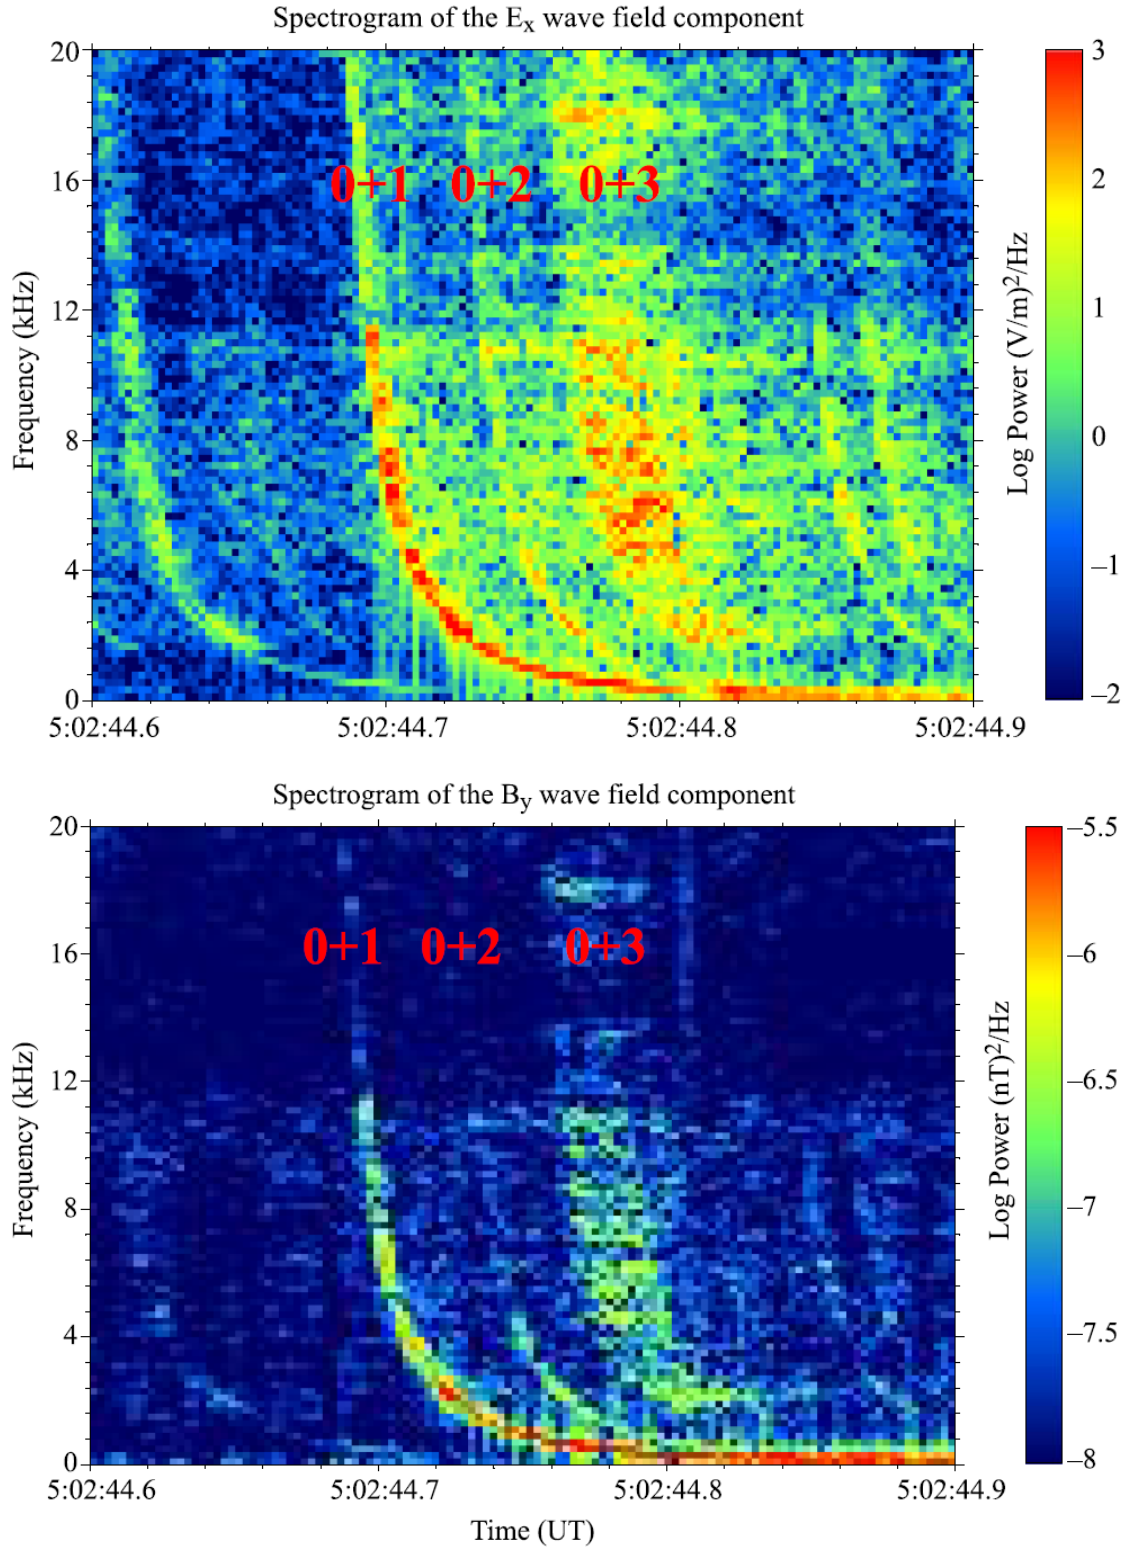 Spectrogram of the Ex wave field component
20
16
12
8
4
0
Frequency (kHz)
0+1 0+2 0+3
5:02:44.6 5:02:44.7 5:02:44.8 5:02:44.9
3
2
1
0
–1
–2
Log Power (V/m)2/Hz
Spectrogram of the By wave field component
20
16
12
8
4
0
Frequency (kHz)
0+1 0+2 0+3
5:02:44.6 5:02:44.7 5:02:44.8 5:02:44.9
Time (UT)
–5.5
–6
–6.5
–7
–7.5
–8
Log Power (nT)2/Hz